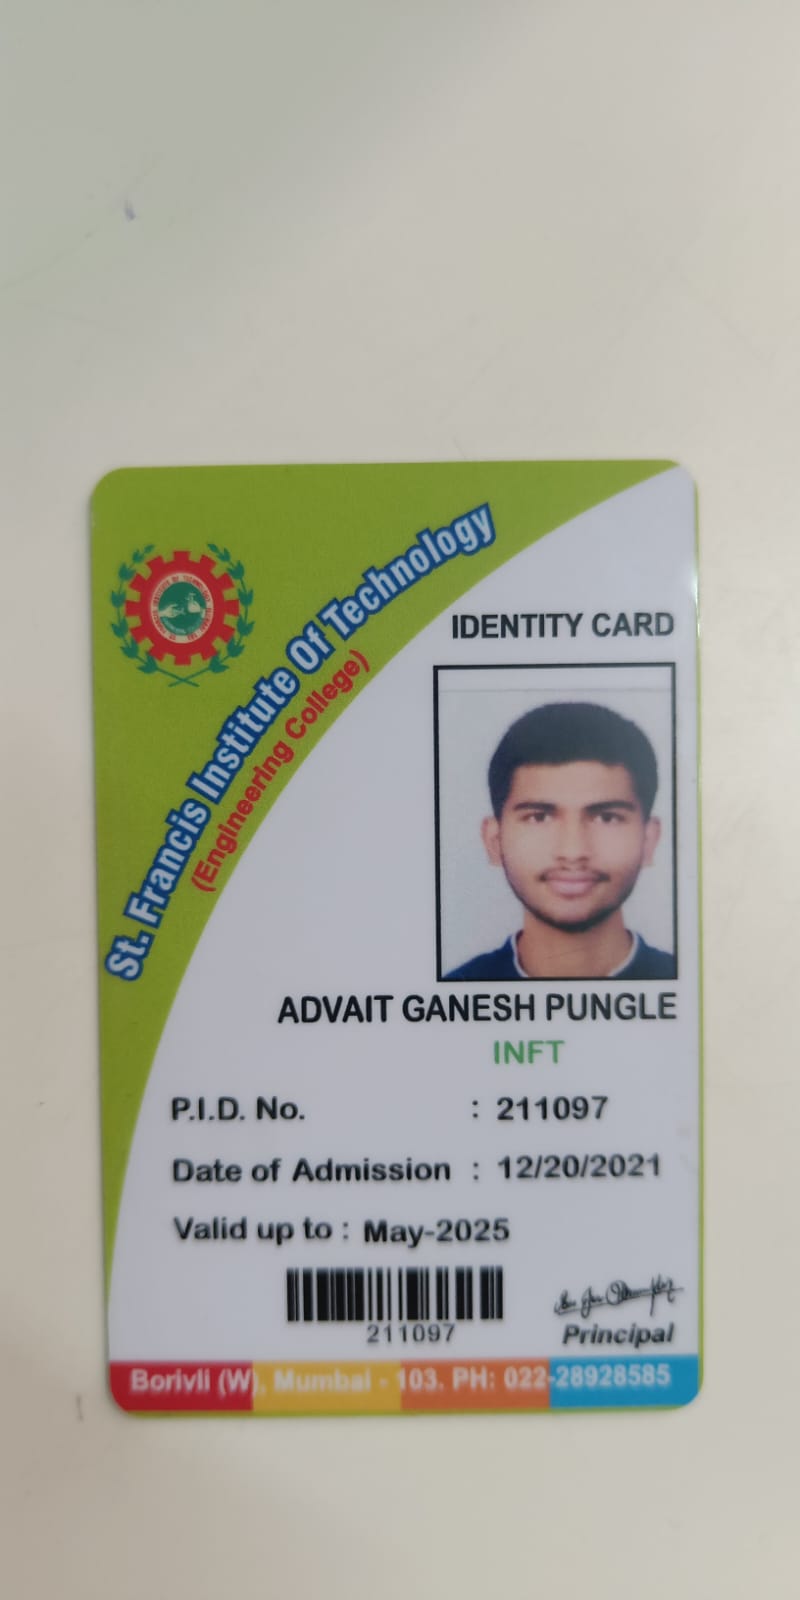 St. Francis Institute Of Technology
(Engineering College)
IDENTITY CARD
ADVAIT GANESH PUNGLE
INFT
P.I.D. No. : 211097
Date of Admission : 12/20/2021
Valid up to : May-2025
211097
Principal
Borivli (W), Mumbai - 103. PH: 022-28928585